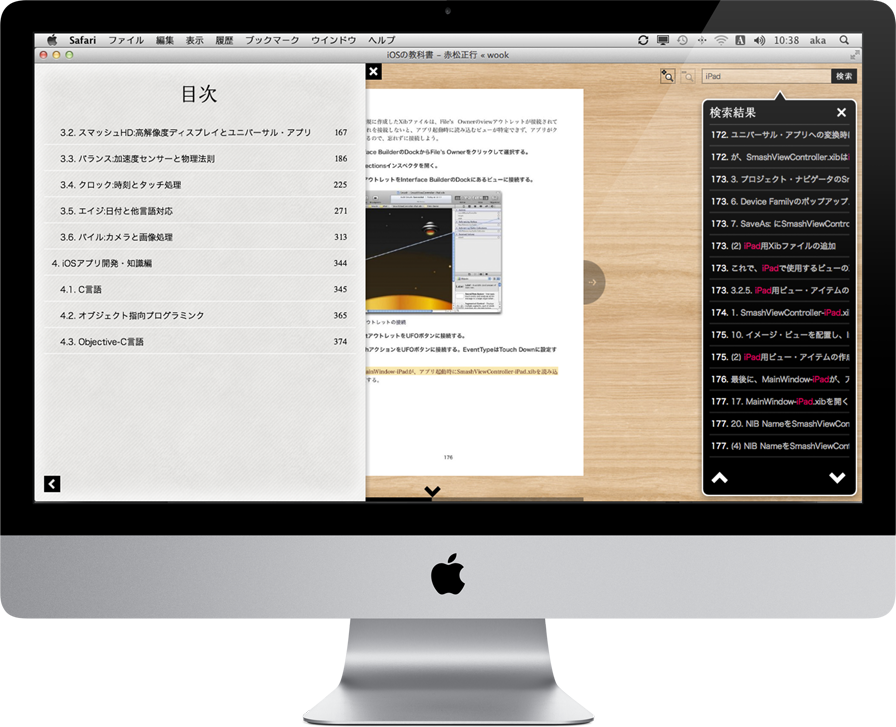 Safari ファイル 編集 表示 履歴 ブックマーク ウインドウ ヘルプ
10:38 aka
iOSの教科書 – 赤松正行 « wook
目次
3.2. スマッシュHD:高解像度ディスプレイとユニバーサル・アプリ 167
3.3. バランス:加速度センサーと物理法則 186
3.4. クロック:時刻とタッチ処理 225
3.5. エイジ:日付と他言語対応 271
3.6. パイル:カメラと画像処理 313
4. iOSアプリ開発・知識編 344
4.1. C言語 345
4.2. オブジェクト指向プログラミンク 365
4.3. Objective-C言語 374
に作成したXibファイルは、File's Ownerのviewアウトレットが接続されて
れを接続しないと、アプリ起動時に読み込むビューが特定できず、アプリがク
るので、忘れずに接続しよう。
face BuilderのDockからFile's Ownerをクリックして選択する。
ectionsインスペクタを開く。
アウトレットをInterface BuilderのDockにあるビューに接続する。
ウトレットの接続
アウトレットをUFOボタンに接続する。
hアクションをUFOボタンに接続する。EventTypeはTouch Downに設定す
MainWindow-iPadが、アプリ起動時にSmashViewController-iPad.xibを読み込
する。
176
iPad 検索
検索結果
172. ユニバーサル・アプリへの変換時に
172. が、SmashViewController.xibは
173. 3. プロジェクト・ナビゲータのSm
173. 6. Device Familyのポップアップ
173. 7. SaveAs: にSmashViewContro
173. (2) iPad用Xibファイルの追加
173. これで、iPadで使用するビューの
173. 3.2.5. iPad用ビュー・アイテムの
174. 1. SmashViewController-iPad.xi
175. 10. イメージ・ビューを配置し、I
175. (2) iPad用ビュー・アイテムの作成
176. 最後に、MainWindow-iPadが、ア
177. 17. MainWindow-iPad.xibを開く
177. 20. NIB NameをSmashViewCont
177. (4) NIB NameをSmashViewConf